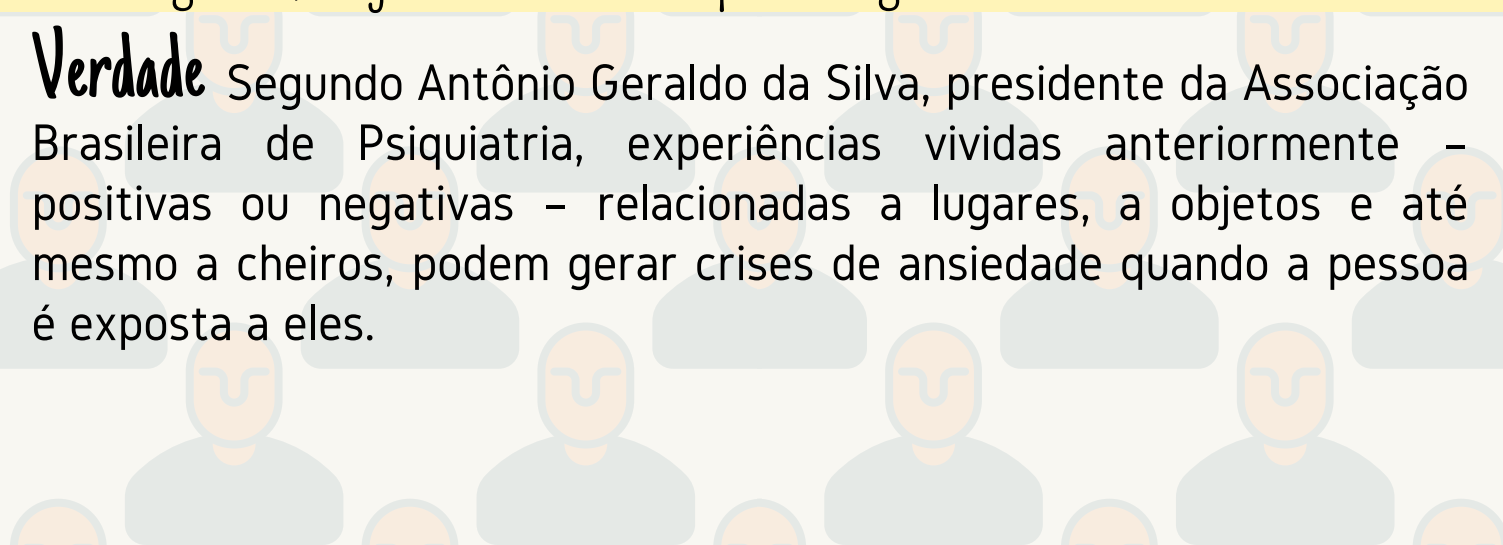 Verdade Segundo Antônio Geraldo da Silva, presidente da Associação
Brasileira de Psiquiatria, experiências vividas anteriormente –
positivas ou negativas – relacionadas a lugares, a objetos e até
mesmo a cheiros, podem gerar crises de ansiedade quando a pessoa
é exposta a eles.